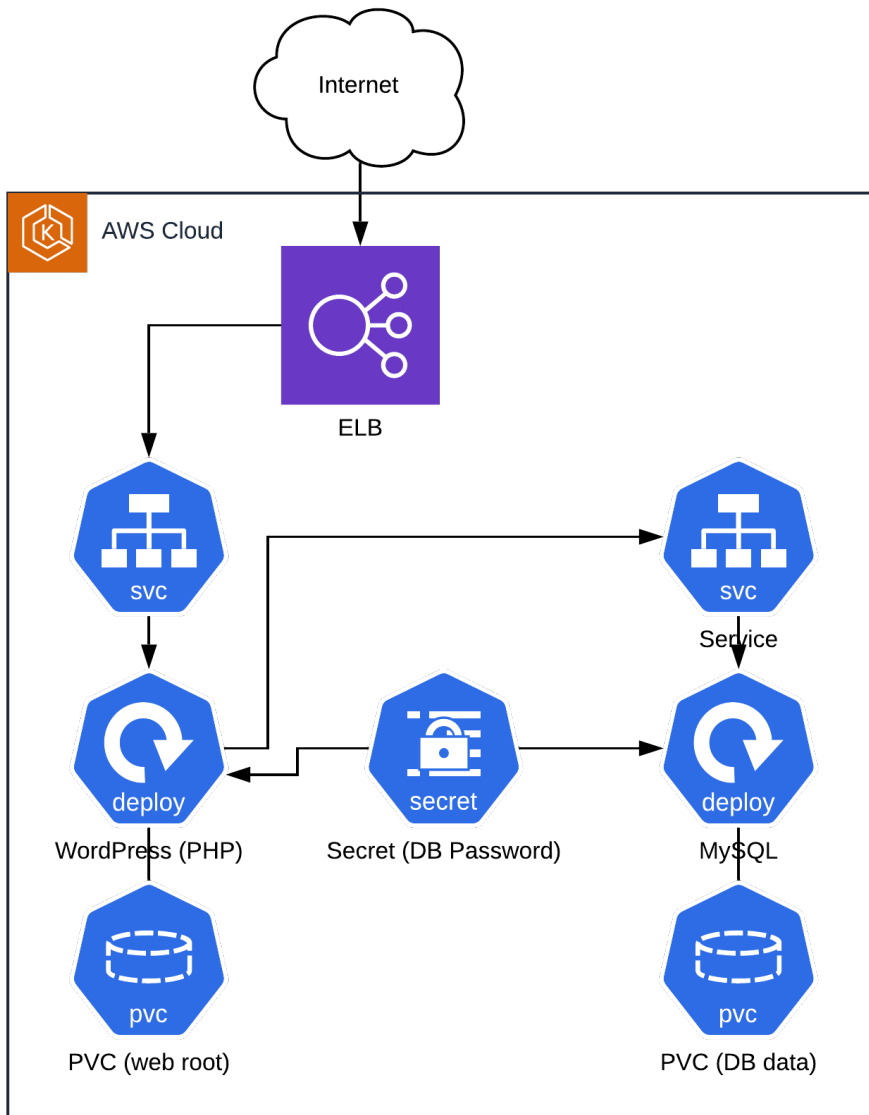 Internet
AWS Cloud
K
ELB
svc
svc
Service
deploy
secret
deploy
WordPress (PHP)
Secret (DB Password)
MySQL
pvc
pvc
PVC (web root)
PVC (DB data)